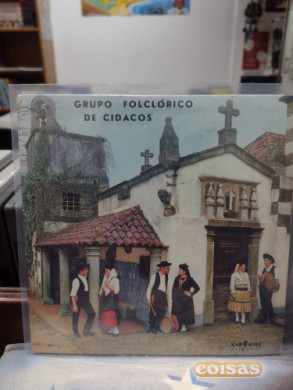 GRUPO FOLCLÓRICO
DE CIDACOS
coisas